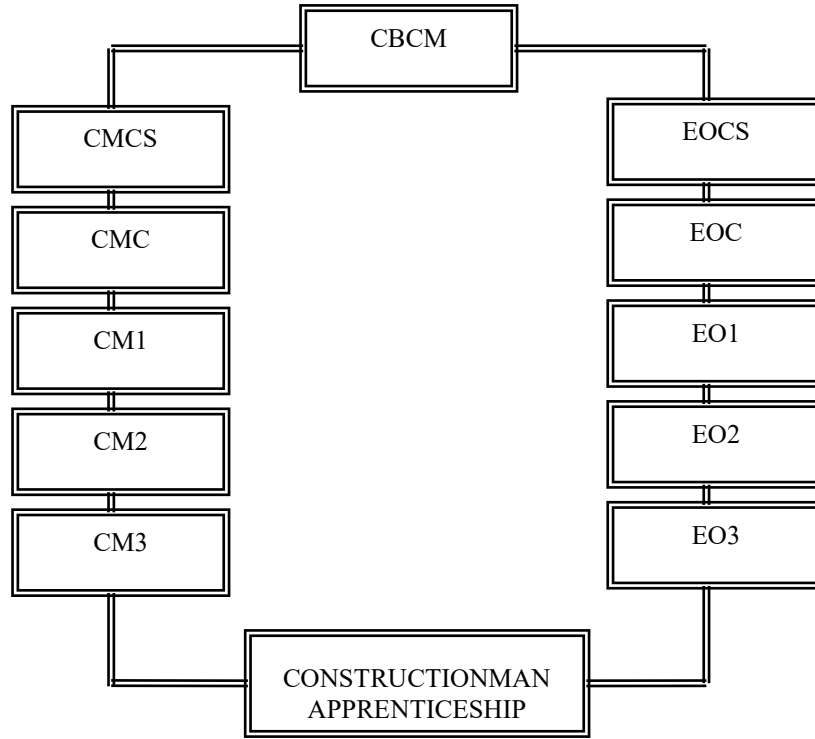 CBCM
CMCS
EOCS
CMC
EOC
CM1
EO1
CM2
EO2
CM3
EO3
CONSTRUCTIONMAN
APPRENTICESHIP